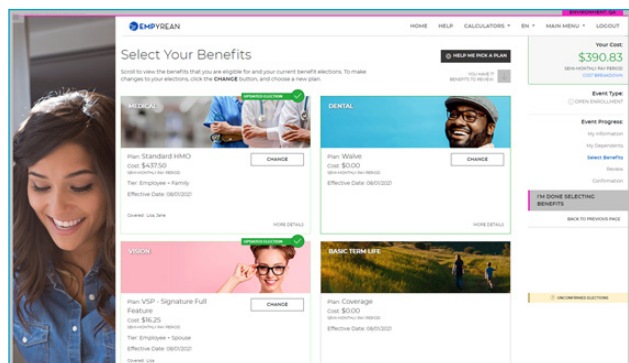 ENVIRONMENT: QA
EMPYREAN
HOME HELP CALCULATORS EN MAIN MENU LOGOUT
Select Your Benefits
HELP ME PICK A PLAN
Scroll to view the benefits that you are eligible for and your current benefit elections. To make
changes to your elections, click the CHANGE button, and choose a new plan.
BENEFITS TO REVIEW
Your Cost:
$390.83
SEMI-MONTHLY PAY PERIOD
COST BREAKDOWN
Event Type:
OPEN ENROLLMENT
Event Progress:
My Information
My Dependents
Select Benefits
Review
Confirmation
I'M DONE SELECTING
BENEFITS
BACK TO PREVIOUS PAGE
UNCONFIRMED ELECTIONS
UPDATED ELECTION
MEDICAL
Plan: Standard HMO
Cost: $437.50
SEMI-MONTHLY PAY PERIOD
CHANGE
Tier: Employee + Family
Effective Date: 08/01/2021
Covered: Lisa, Jane
MORE DETAILS
DENTAL
Plan: Waive
Cost: $0.00
SEMI-MONTHLY PAY PERIOD
CHANGE
Effective Date: 08/01/2021
MORE DETAILS
UPDATED ELECTION
VISION
Plan: VSP - Signature Full
Feature
Cost: $16.25
SEMI-MONTHLY PAY PERIOD
CHANGE
Tier: Employee + Spouse
Effective Date: 08/01/2021
Covered: Lisa
BASIC TERM LIFE
Plan: Coverage
Cost: $0.00
SEMI-MONTHLY PAY PERIOD
Effective Date: 08/01/2021